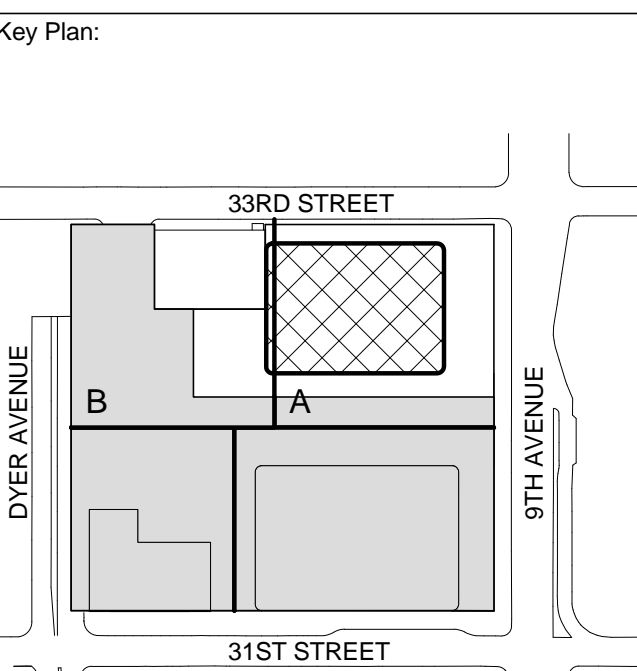 Key Plan:
33RD STREET
DYER AVENUE
B
A
9TH AVENUE
31ST STREET